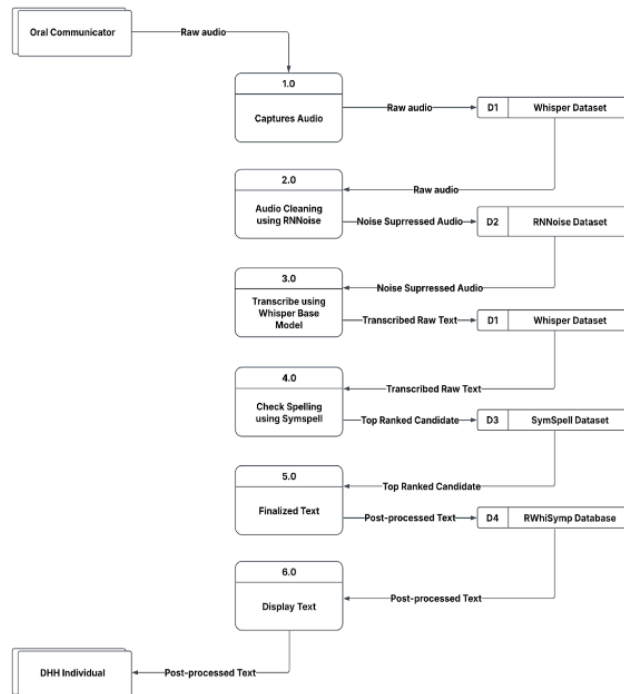 Oral Communicator
Raw audio
1.0
Captures Audio
Raw audio
D1
Whisper Dataset
2.0
Raw audio
Audio Cleaning
using RNNoise
Noise Suprressed Audio
D2
RNNoise Dataset
3.0
Noise Suprressed Audio
Transcribe using
Whisper Base
Model
Transcribed Raw Text
D1
Whisper Dataset
4.0
Transcribed Raw Text
Check Spelling
using Symspell
Top Ranked Candidate
D3
SymSpell Dataset
5.0
Top Ranked Candidate
Finalized Text
Post-processed Text
D4
RWhiSymp Database
6.0
Post-processed Text
Display Text
DHH Individual
Post-processed Text